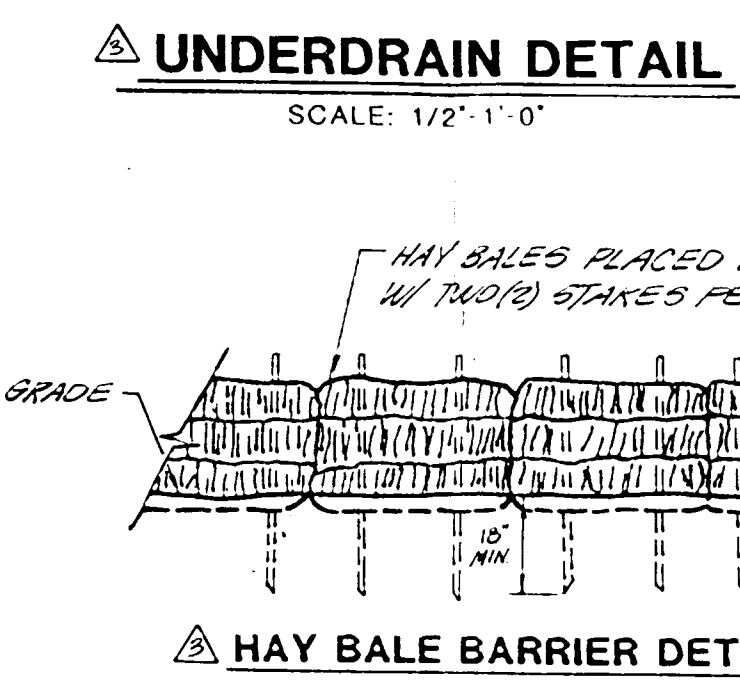 3 UNDERDRAIN DETAIL
SCALE: 1/2"-1'-0"
HAY BALES PLACED
W/ TWO(2) STAKES PE
GRADE
18"
MIN.
3 HAY BALE BARRIER DET